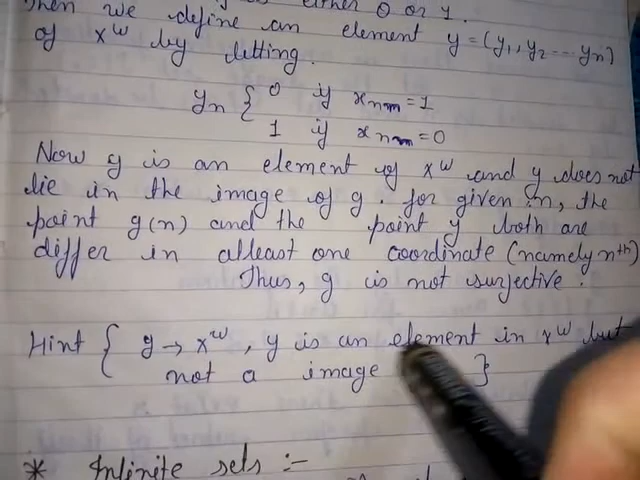 Then we define an element y = (y₁, y₂ ... yₙ)
of X^ω by letting.
yₙ { 0 if xₙₙ = 1
1 if xₙₙ = 0
Now y is an element of X^ω and y does not
lie in the image of g. for given n, the
point g(n) and the point y both are
differ in atleast one coordinate (namely nᵗʰ)
Thus, g is not surjective.
Hint { g → X^ω, y is an element in X^ω but
not a image }
* Infinite sets :-